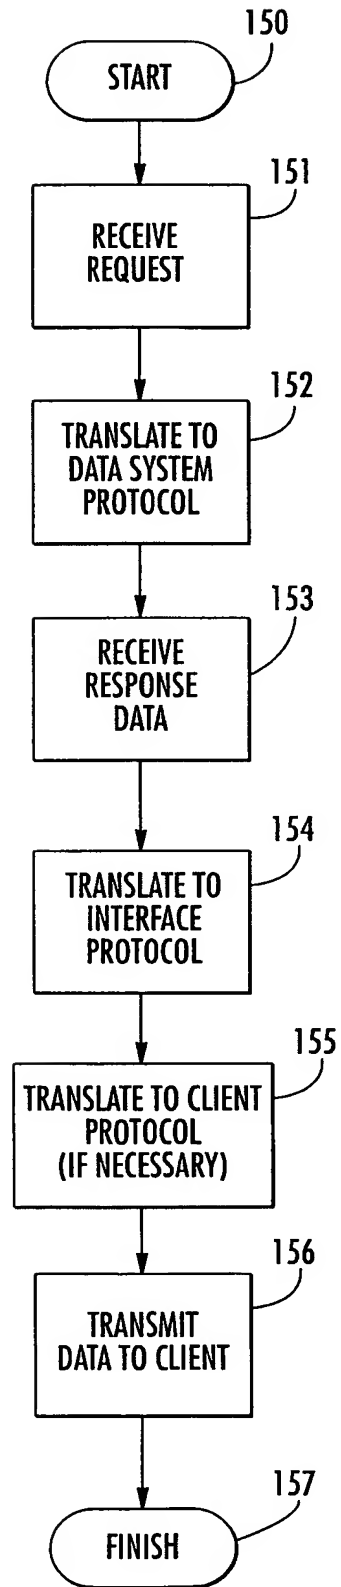 150
START
151
RECEIVE
REQUEST
152
TRANSLATE TO
DATA SYSTEM
PROTOCOL
153
RECEIVE
RESPONSE
DATA
154
TRANSLATE TO
INTERFACE
PROTOCOL
155
TRANSLATE TO CLIENT
PROTOCOL
(IF NECESSARY)
156
TRANSMIT
DATA TO CLIENT
157
FINISH